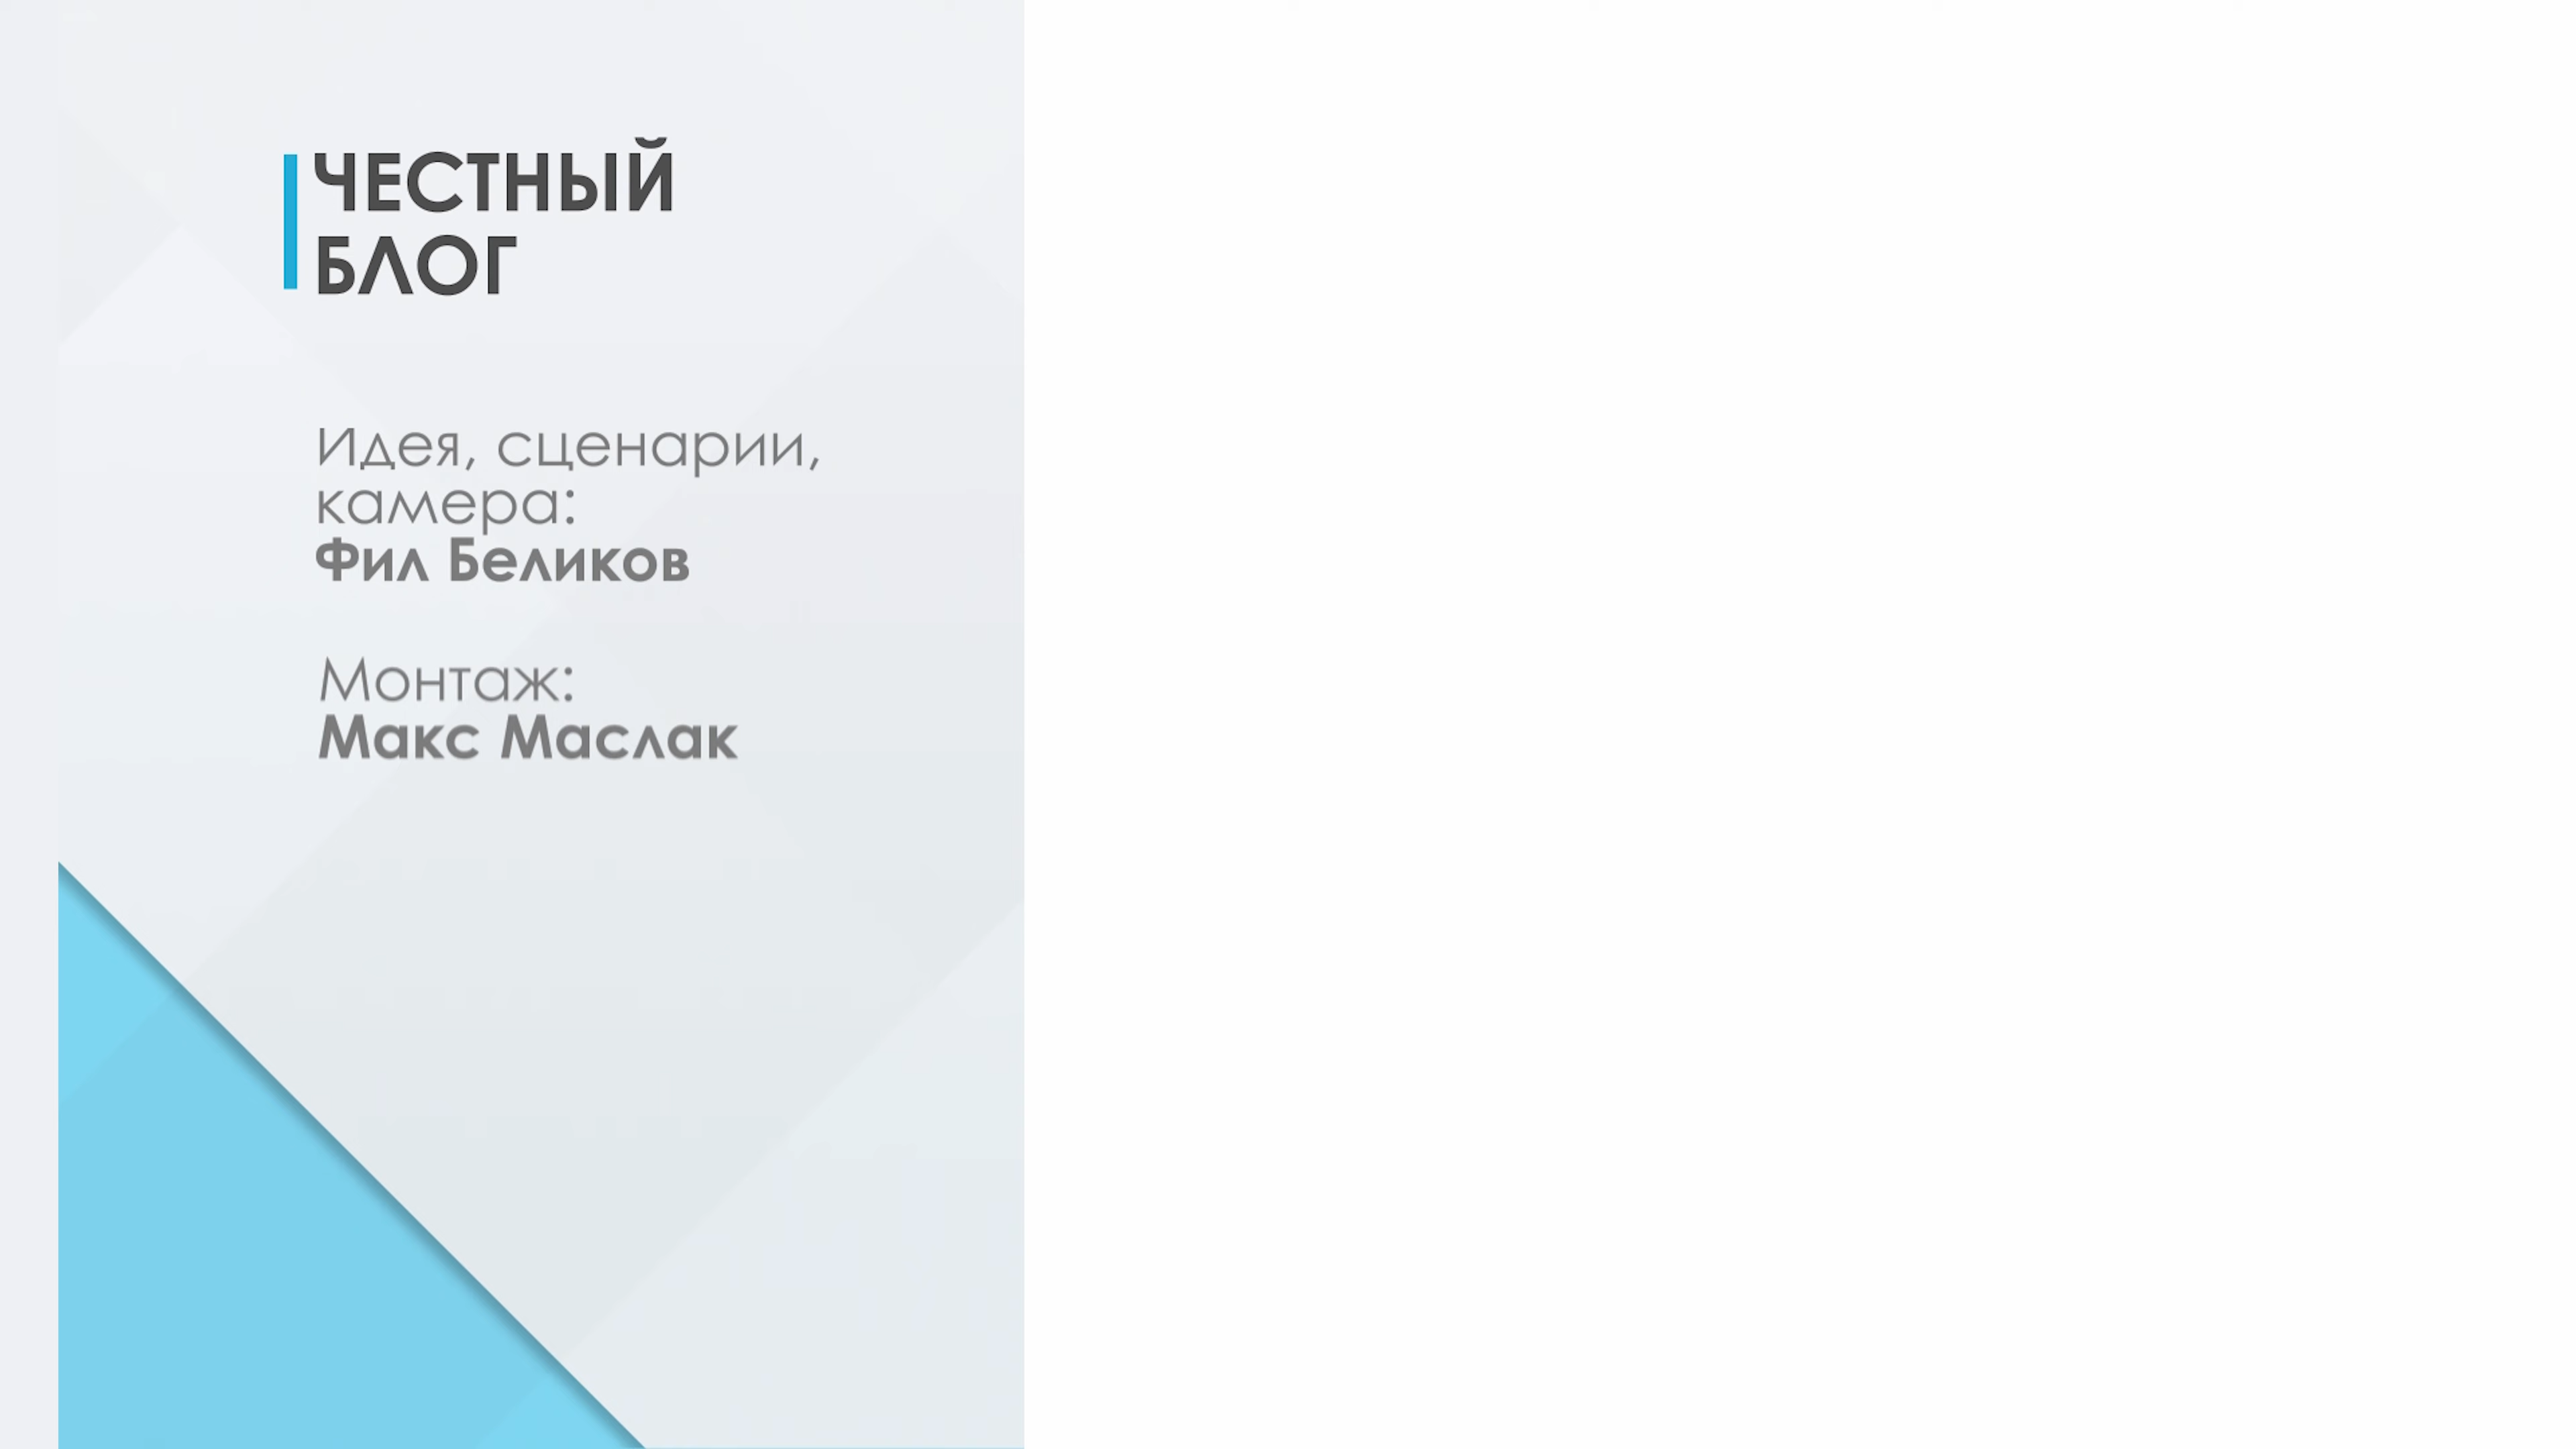 ЧЕСТНЫЙ
БЛОГ
Идея, сценарии,
камера:
Фил Беликов
Монтаж:
Макс Маслак